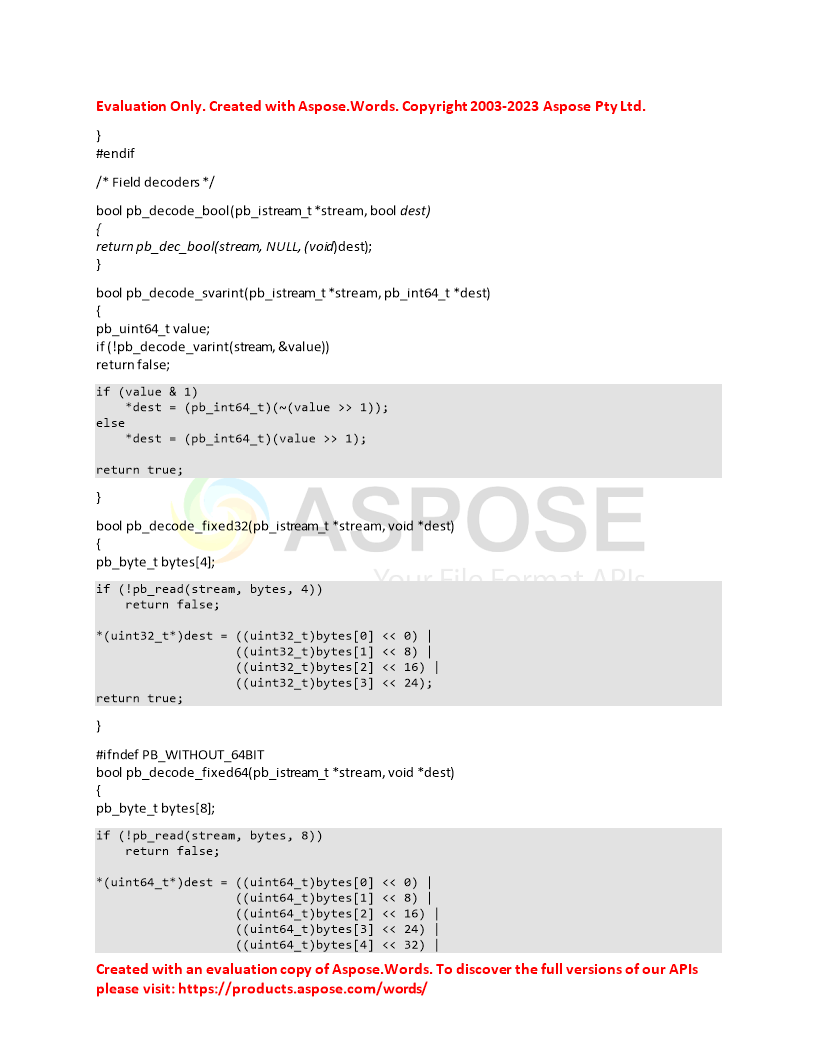 Evaluation Only. Created with Aspose.Words. Copyright 2003-2023 Aspose Pty Ltd.
}
#endif
/* Field decoders */
bool pb_decode_bool(pb_istream_t *stream, bool dest)
{
return pb_dec_bool(stream, NULL, (void)dest);
}
bool pb_decode_svarint(pb_istream_t *stream, pb_int64_t *dest)
{
pb_uint64_t value;
if (!pb_decode_varint(stream, &value))
return false;
if (value & 1)
    *dest = (pb_int64_t)(~(value >> 1));
else
    *dest = (pb_int64_t)(value >> 1);
return true;
}
ASPOSE
bool pb_decode_fixed32(pb_istream_t *stream, void *dest)
{
pb_byte_t bytes[4];
Your File Format APIs
if (!pb_read(stream, bytes, 4))
    return false;
*(uint32_t*)dest = ((uint32_t)bytes[0] << 0) |
                   ((uint32_t)bytes[1] << 8) |
                   ((uint32_t)bytes[2] << 16) |
                   ((uint32_t)bytes[3] << 24);
return true;
}
#ifndef PB_WITHOUT_64BIT
bool pb_decode_fixed64(pb_istream_t *stream, void *dest)
{
pb_byte_t bytes[8];
if (!pb_read(stream, bytes, 8))
    return false;
*(uint64_t*)dest = ((uint64_t)bytes[0] << 0) |
                   ((uint64_t)bytes[1] << 8) |
                   ((uint64_t)bytes[2] << 16) |
                   ((uint64_t)bytes[3] << 24) |
                   ((uint64_t)bytes[4] << 32) |
Created with an evaluation copy of Aspose.Words. To discover the full versions of our APIs
please visit: https://products.aspose.com/words/